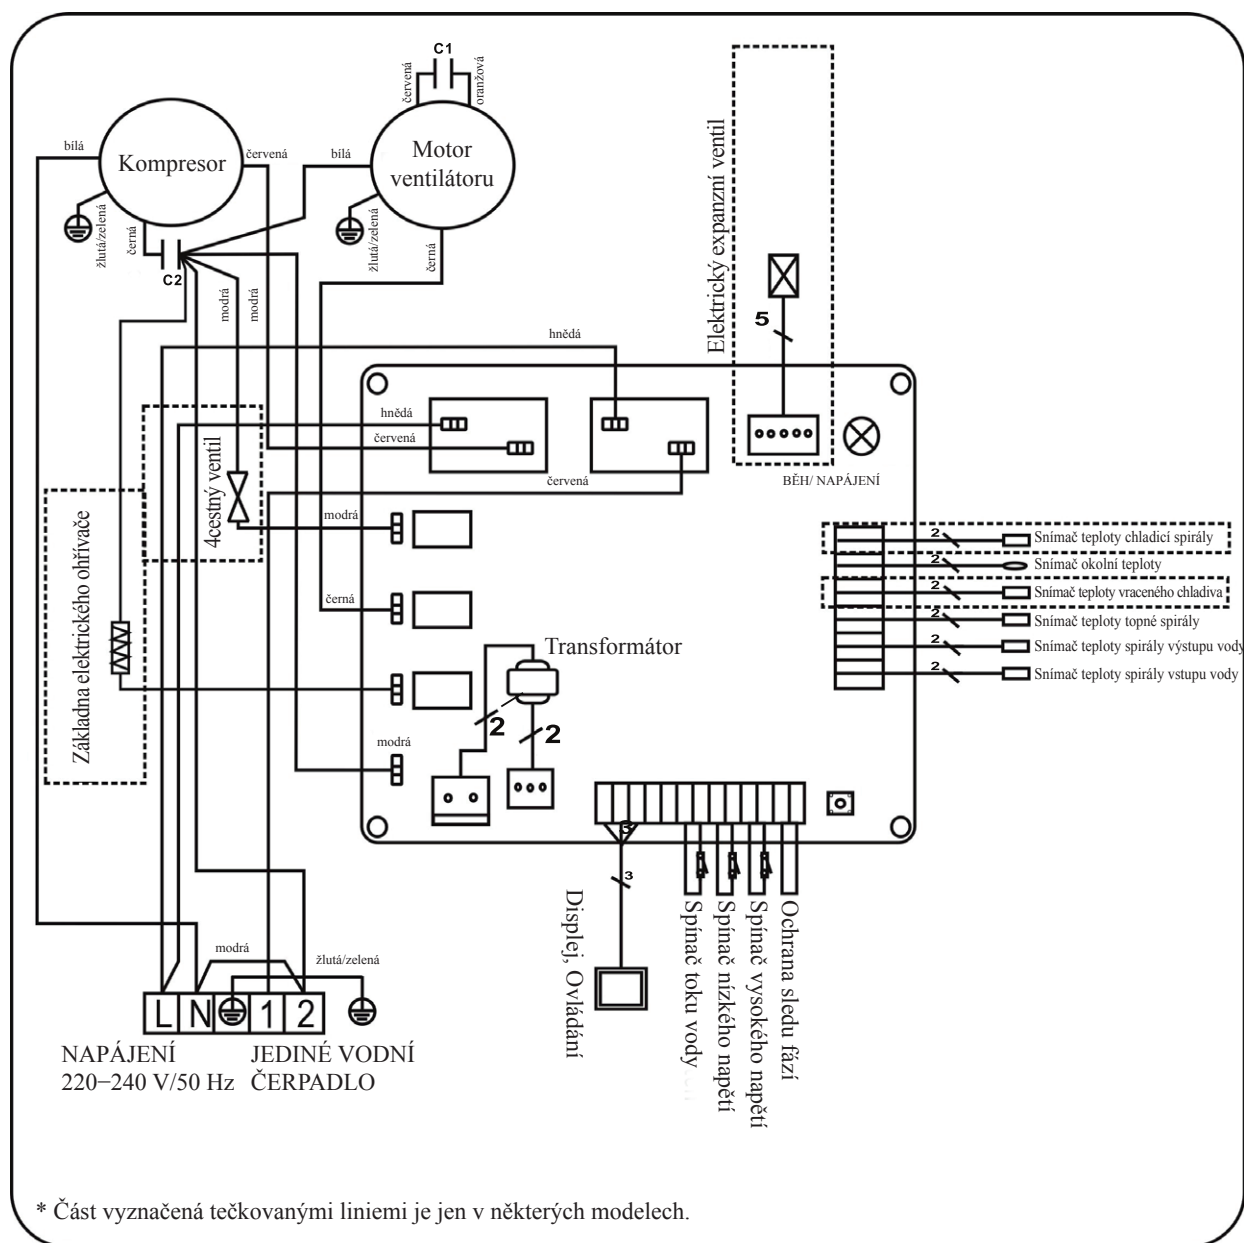 C1
červená
oranžová
bílá
Kompresor
červená
bílá
Motor
ventilátoru
žlutá/zelená
černá
C2
žlutá/zelená
černá
modrá
modrá
Elektrický expanzní ventil
5
hnědá
hnědá
červená
červená
BĚH/ NAPÁJENÍ
4cestný ventil
Základna elektrického ohřívače
modrá
černá
modrá
Transformátor
2
2
2
Snímač teploty chladicí spirály
2
Snímač okolní teploty
2
Snímač teploty vraceného chladiva
2
Snímač teploty topné spirály
2
Snímač teploty spirály výstupu vody
2
Snímač teploty spirály vstupu vody
3
3
Displej, Ovládání
Spínač toku vody
Spínač nízkého napětí
Spínač vysokého napětí
Ochrana sledu fází
modrá
žlutá/zelená
L N 1 2
NAPÁJENÍ
220–240 V/50 Hz
JEDINÉ VODNÍ
ČERPADLO
* Část vyznačená tečkovanými liniemi je jen v některých modelech.